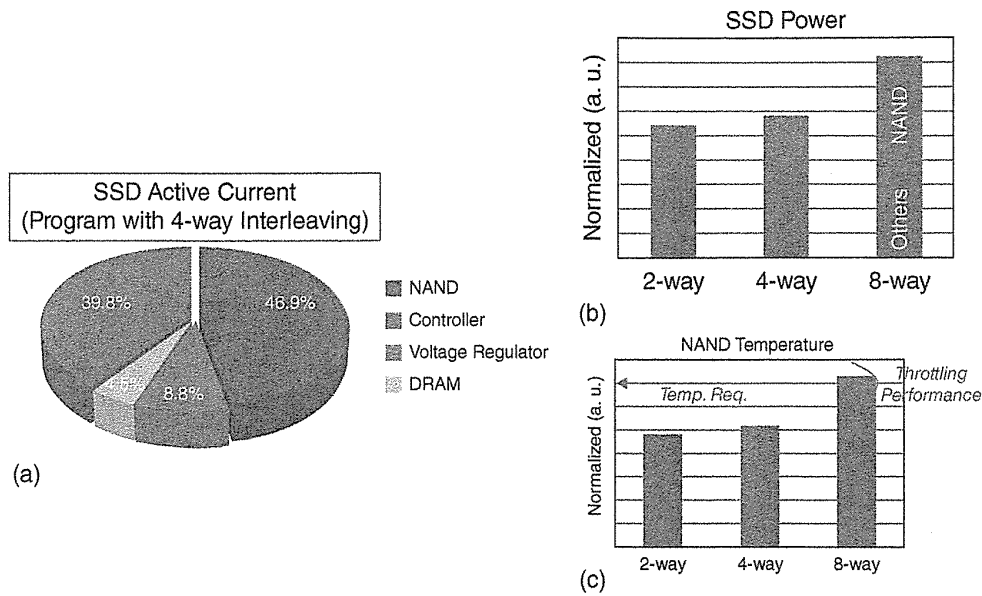 SSD Active Current
(Program with 4-way Interleaving)
39.8%
46.9%
8.8%
NAND
Controller
Voltage Regulator
DRAM
(a)
SSD Power
Normalized (a. u.)
Others NAND
2-way 4-way 8-way
(b)
NAND Temperature
Normalized (a. u.)
Temp. Req.
Throttling
Performance
2-way 4-way 8-way
(c)